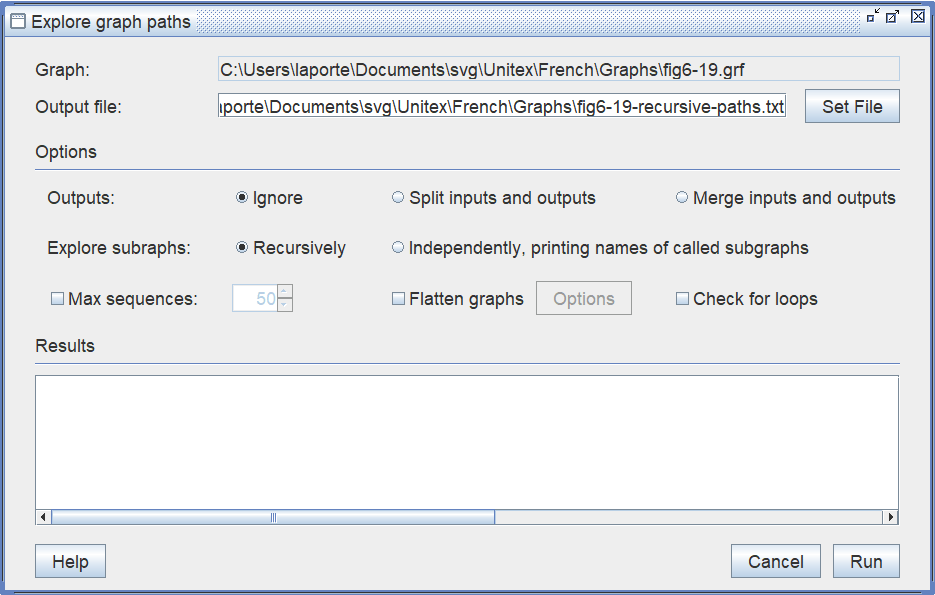 Explore graph paths
Graph: C:\Users\laporte\Documents\svg\Unitex\French\Graphs\fig6-19.grf
Output file: aporte\Documents\svg\Unitex\French\Graphs\fig6-19-recursive-paths.txt Set File
Options
Outputs: Ignore Split inputs and outputs Merge inputs and outputs
Explore subraphs: Recursively Independently, printing names of called subgraphs
Max sequences: 50 Flatten graphs Options Check for loops
Results
Help Cancel Run